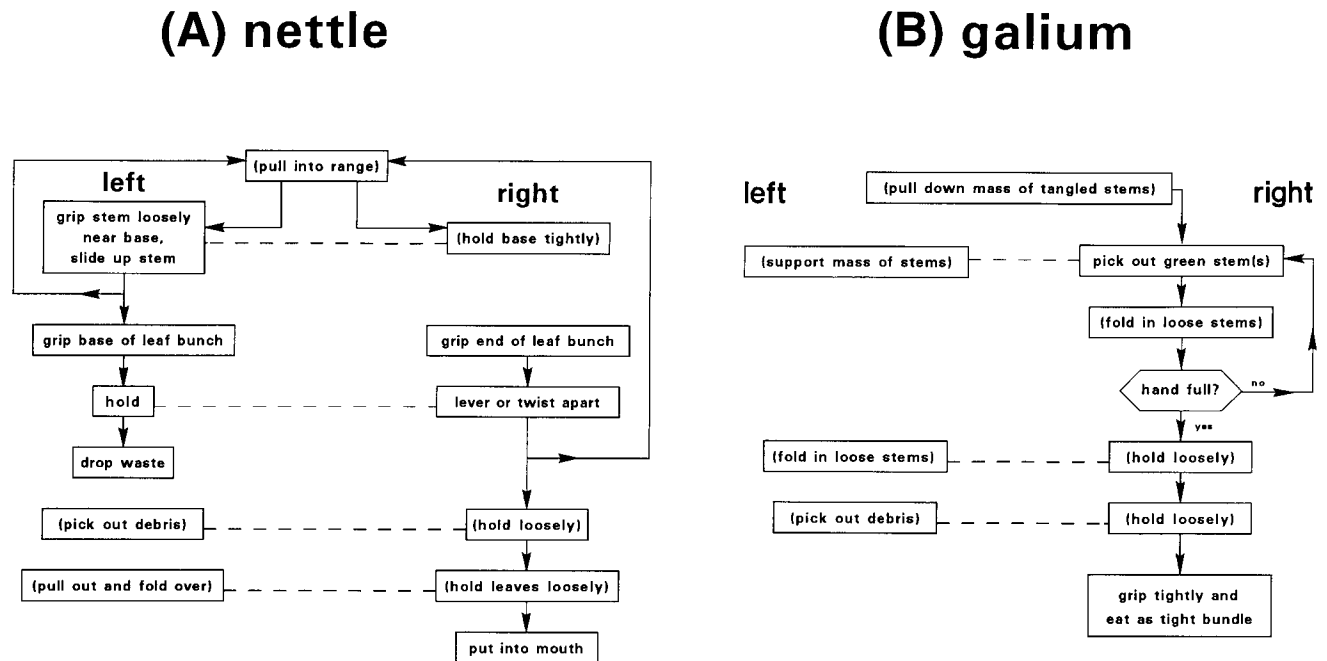 (A) nettle
(pull into range)
left
right
grip stem loosely
near base,
slide up stem
(hold base tightly)
grip base of leaf bunch
grip end of leaf bunch
hold
lever or twist apart
drop waste
(pick out debris)
(hold loosely)
(pull out and fold over)
(hold leaves loosely)
put into mouth
(B) galium
(pull down mass of tangled stems)
left
right
(support mass of stems)
pick out green stem(s)
(fold in loose stems)
hand full?
no
yes
(fold in loose stems)
(hold loosely)
(pick out debris)
(hold loosely)
grip tightly and
eat as tight bundle